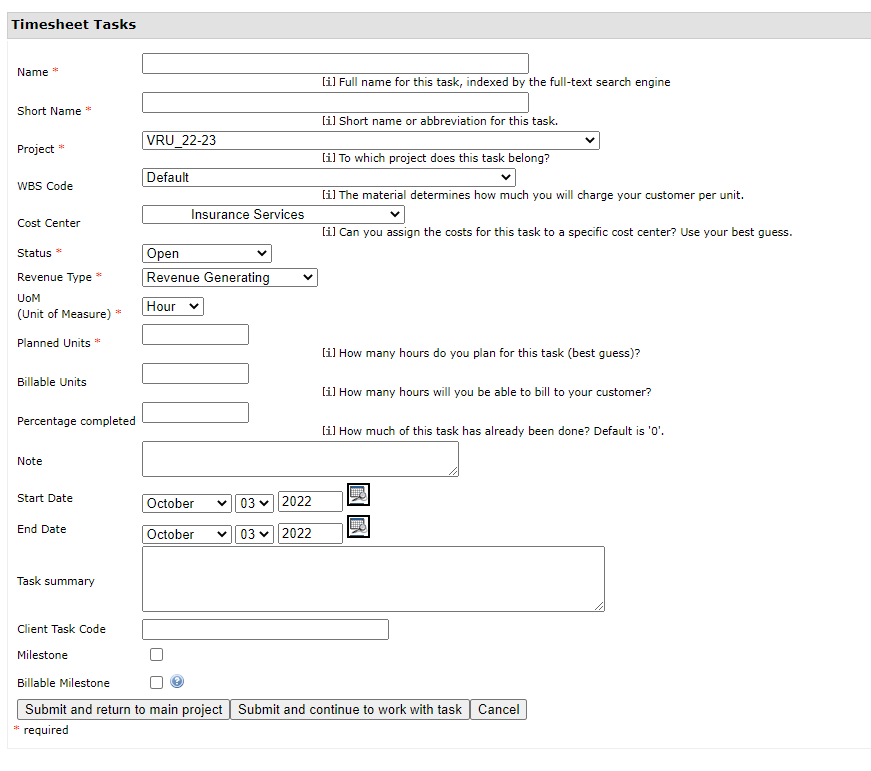 Timesheet Tasks
Name *
[i] Full name for this task, indexed by the full-text search engine
Short Name *
[i] Short name or abbreviation for this task.
Project * VRU_22-23
[i] To which project does this task belong?
WBS Code Default
[i] The material determines how much you will charge your customer per unit.
Cost Center Insurance Services
[i] Can you assign the costs for this task to a specific cost center? Use your best guess.
Status * Open
Revenue Type * Revenue Generating
UoM
(Unit of Measure) * Hour
Planned Units *
[i] How many hours do you plan for this task (best guess)?
Billable Units
[i] How many hours will you be able to bill to your customer?
Percentage completed
[i] How much of this task has already been done? Default is '0'.
Note
Start Date October 03 2022
End Date October 03 2022
Task summary
Client Task Code
Milestone
Billable Milestone ?
Submit and return to main project Submit and continue to work with task Cancel
* required